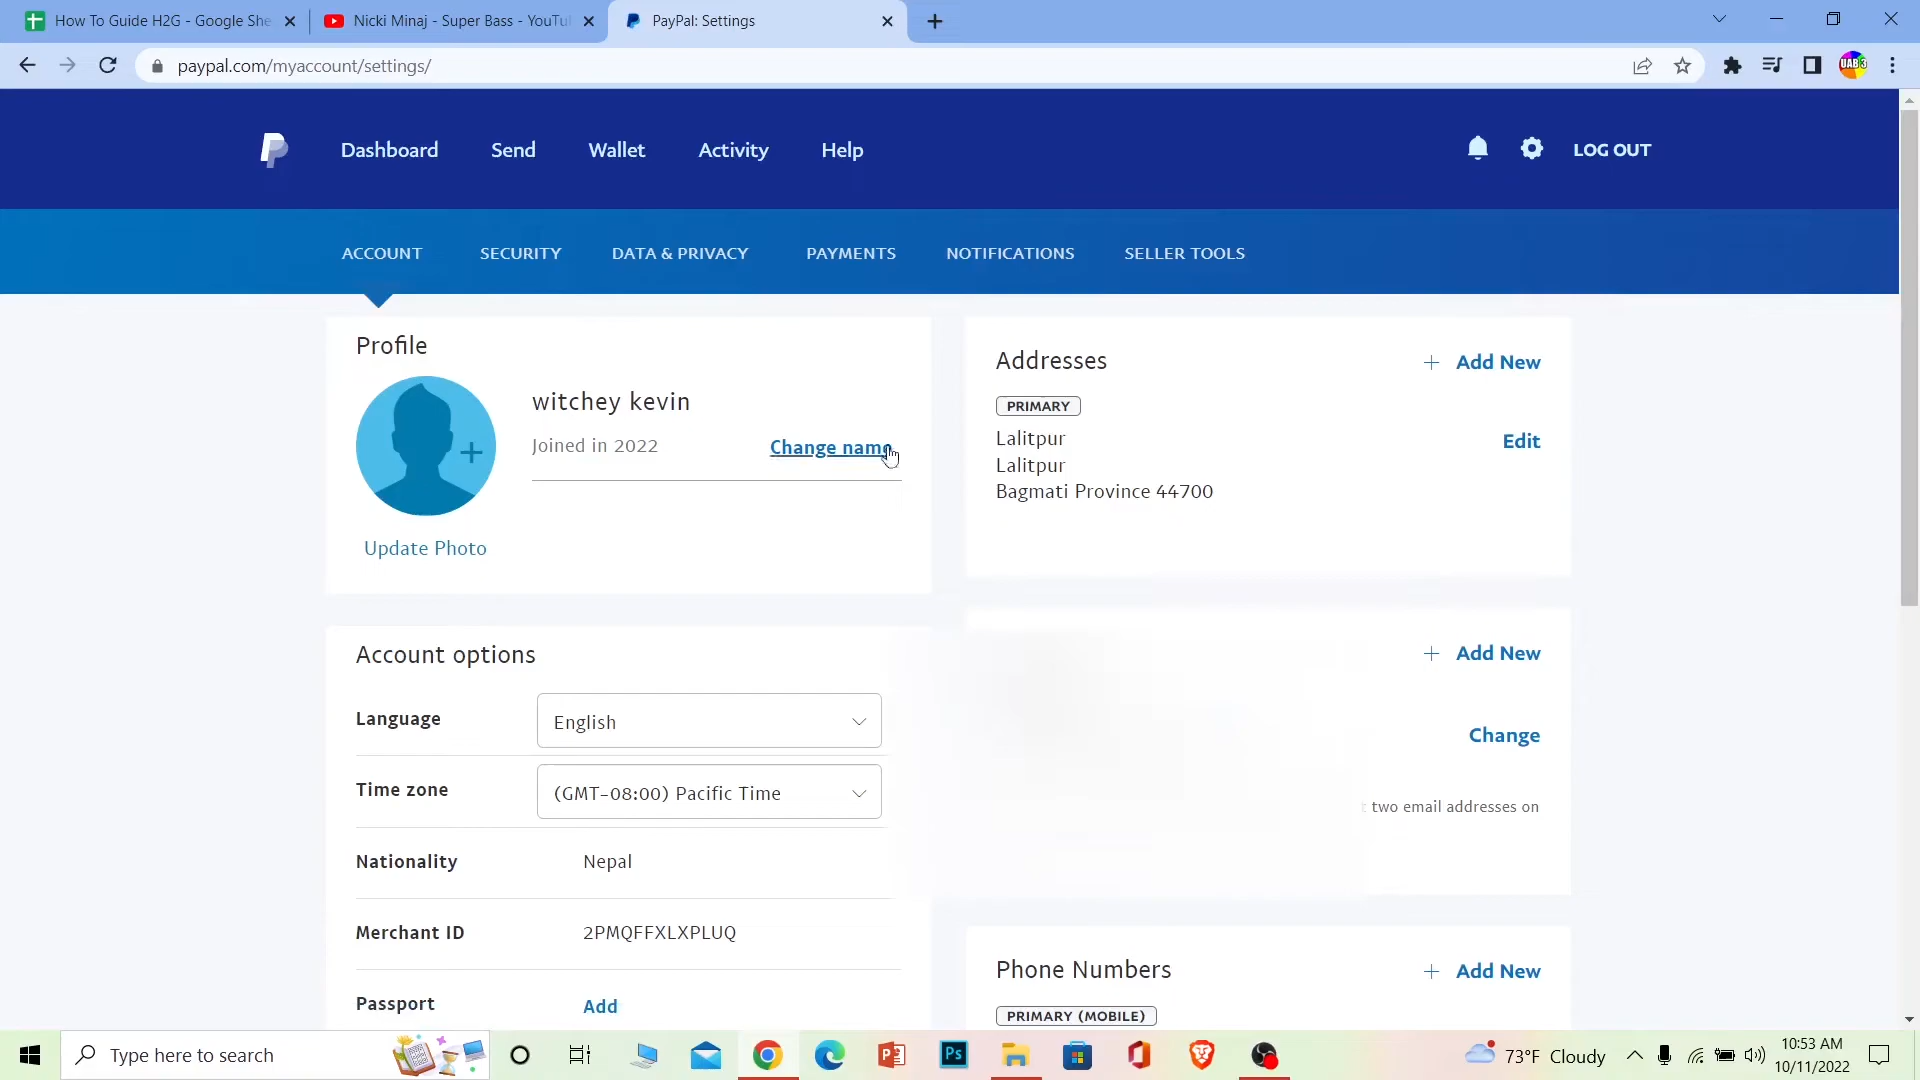 How To Guide H2G - Google She
Nicki Minaj - Super Bass - YouTu
PayPal: Settings
paypal.com/myaccount/settings/
UAB 3
Dashboard
Send
Wallet
Activity
Help
LOG OUT
ACCOUNT
SECURITY
DATA & PRIVACY
PAYMENTS
NOTIFICATIONS
SELLER TOOLS
Profile
witchey kevin
Joined in 2022
Change name
Update Photo
Addresses
+ Add New
PRIMARY
Lalitpur
Edit
Lalitpur
Bagmati Province 44700
Account options
Language
English
Time zone
(GMT-08:00) Pacific Time
Nationality
Nepal
Merchant ID
2PMQFFXLXPLUQ
Passport
Add
+ Add New
Change
two email addresses on
Phone Numbers
+ Add New
PRIMARY (MOBILE)
Type here to search
Ps
73°F Cloudy
10:53 AM
10/11/2022